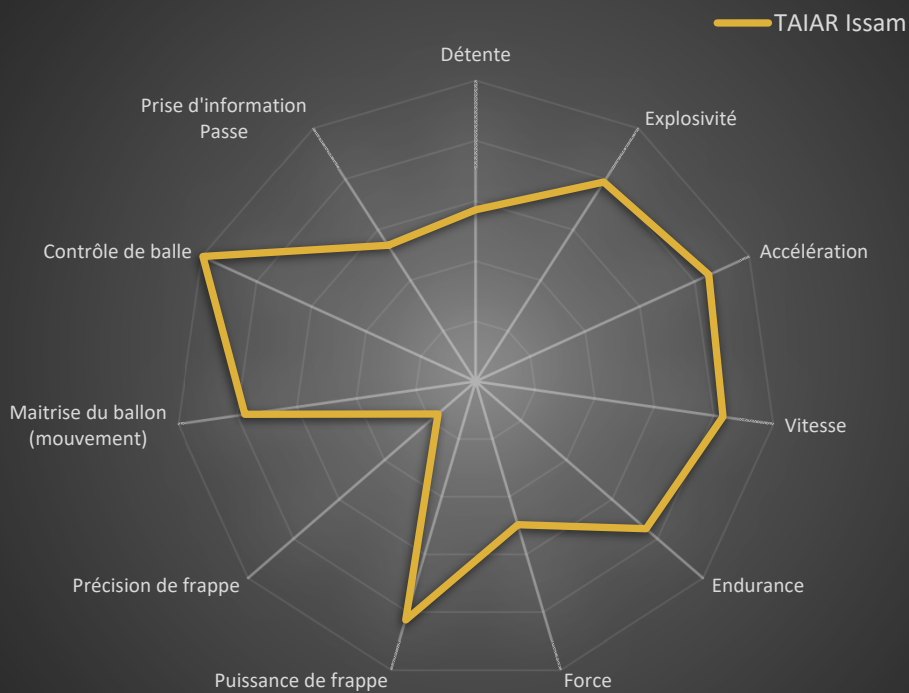 TAIAR Issam
Détente
Explosivité
Accélération
Vitesse
Endurance
Force
Puissance de frappe
Précision de frappe
Maitrise du ballon
(mouvement)
Contrôle de balle
Prise d'information
Passe